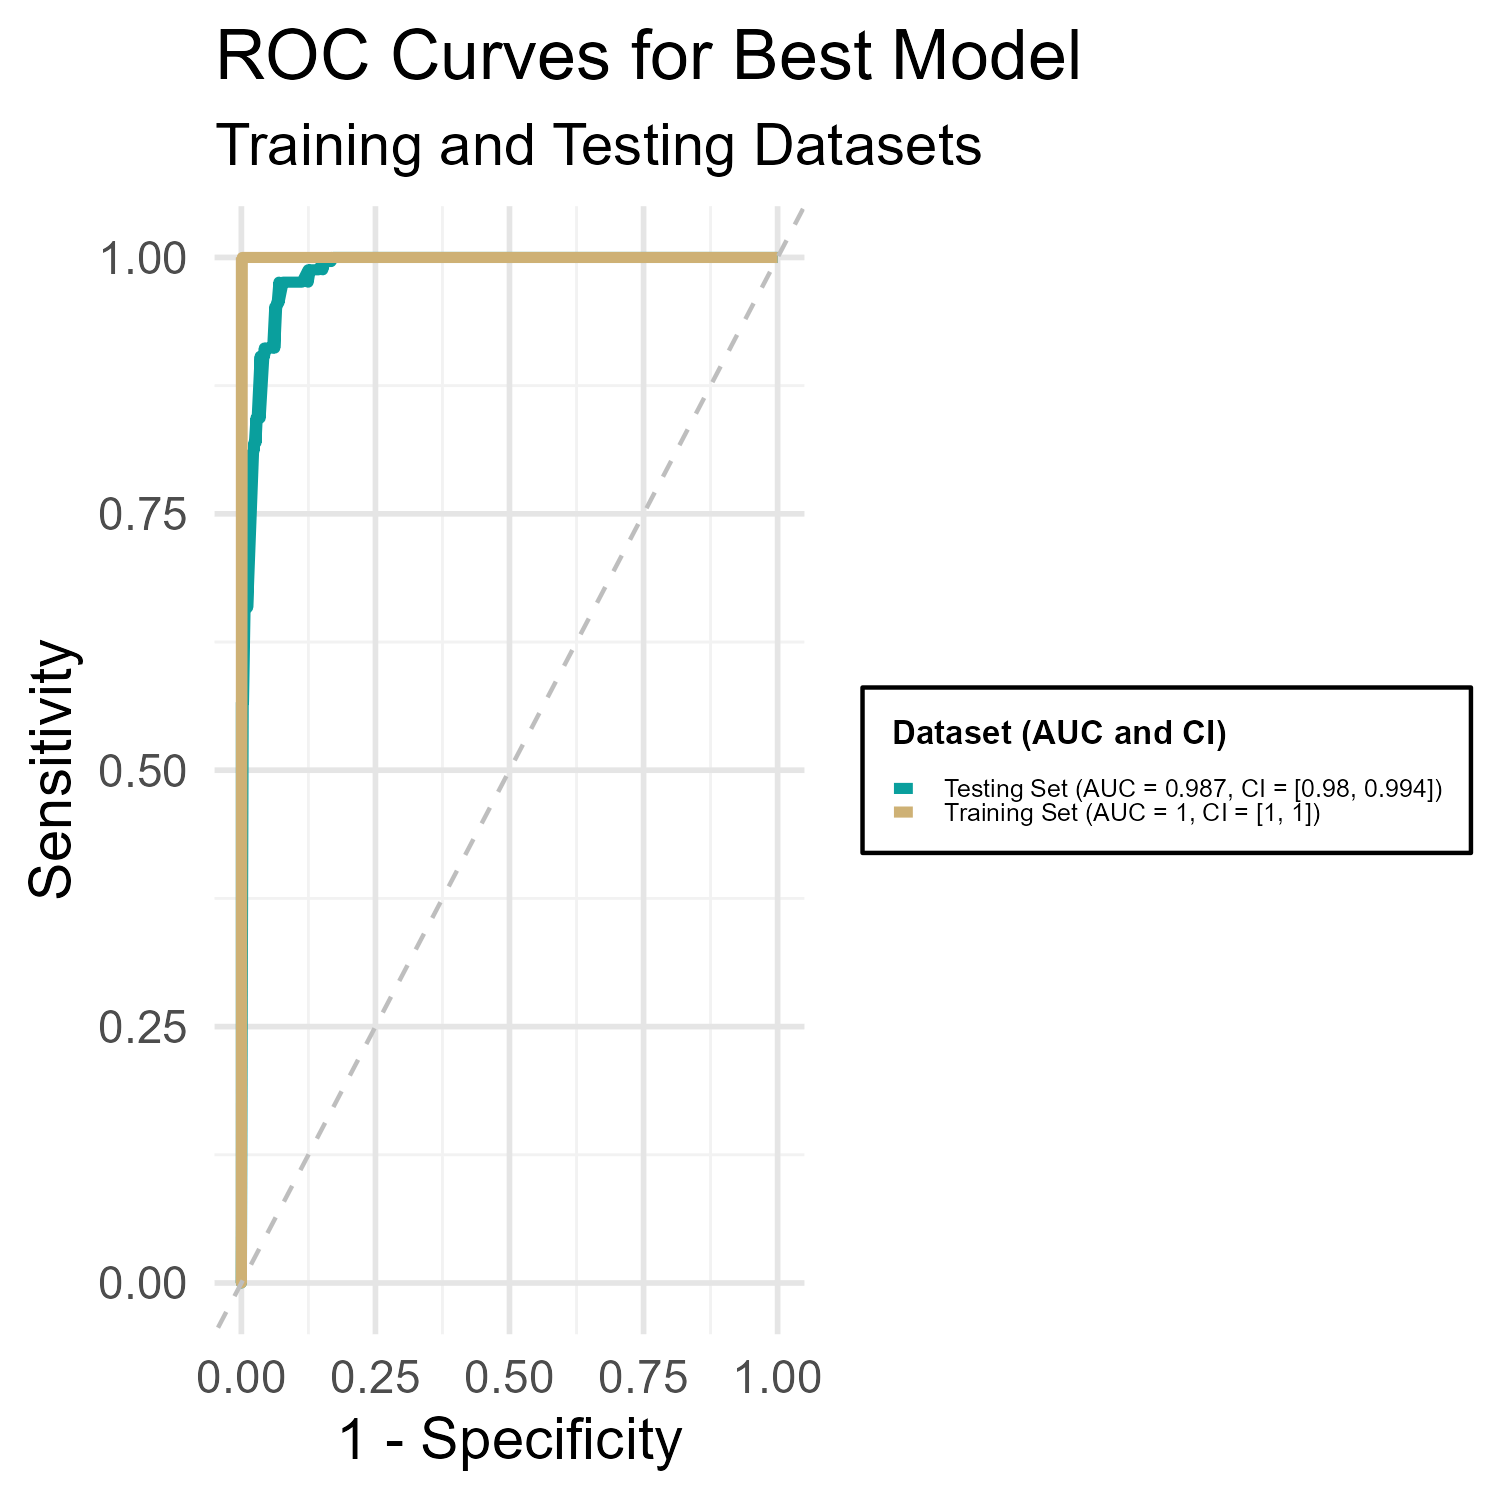 ROC Curves for Best Model
Training and Testing Datasets
1.00
0.75
0.50
0.25
0.00
Sensitivity
0.00 0.25 0.50 0.75 1.00
1 - Specificity
Dataset (AUC and CI)
Testing Set (AUC = 0.987, CI = [0.98, 0.994])
Training Set (AUC = 1, CI = [1, 1])